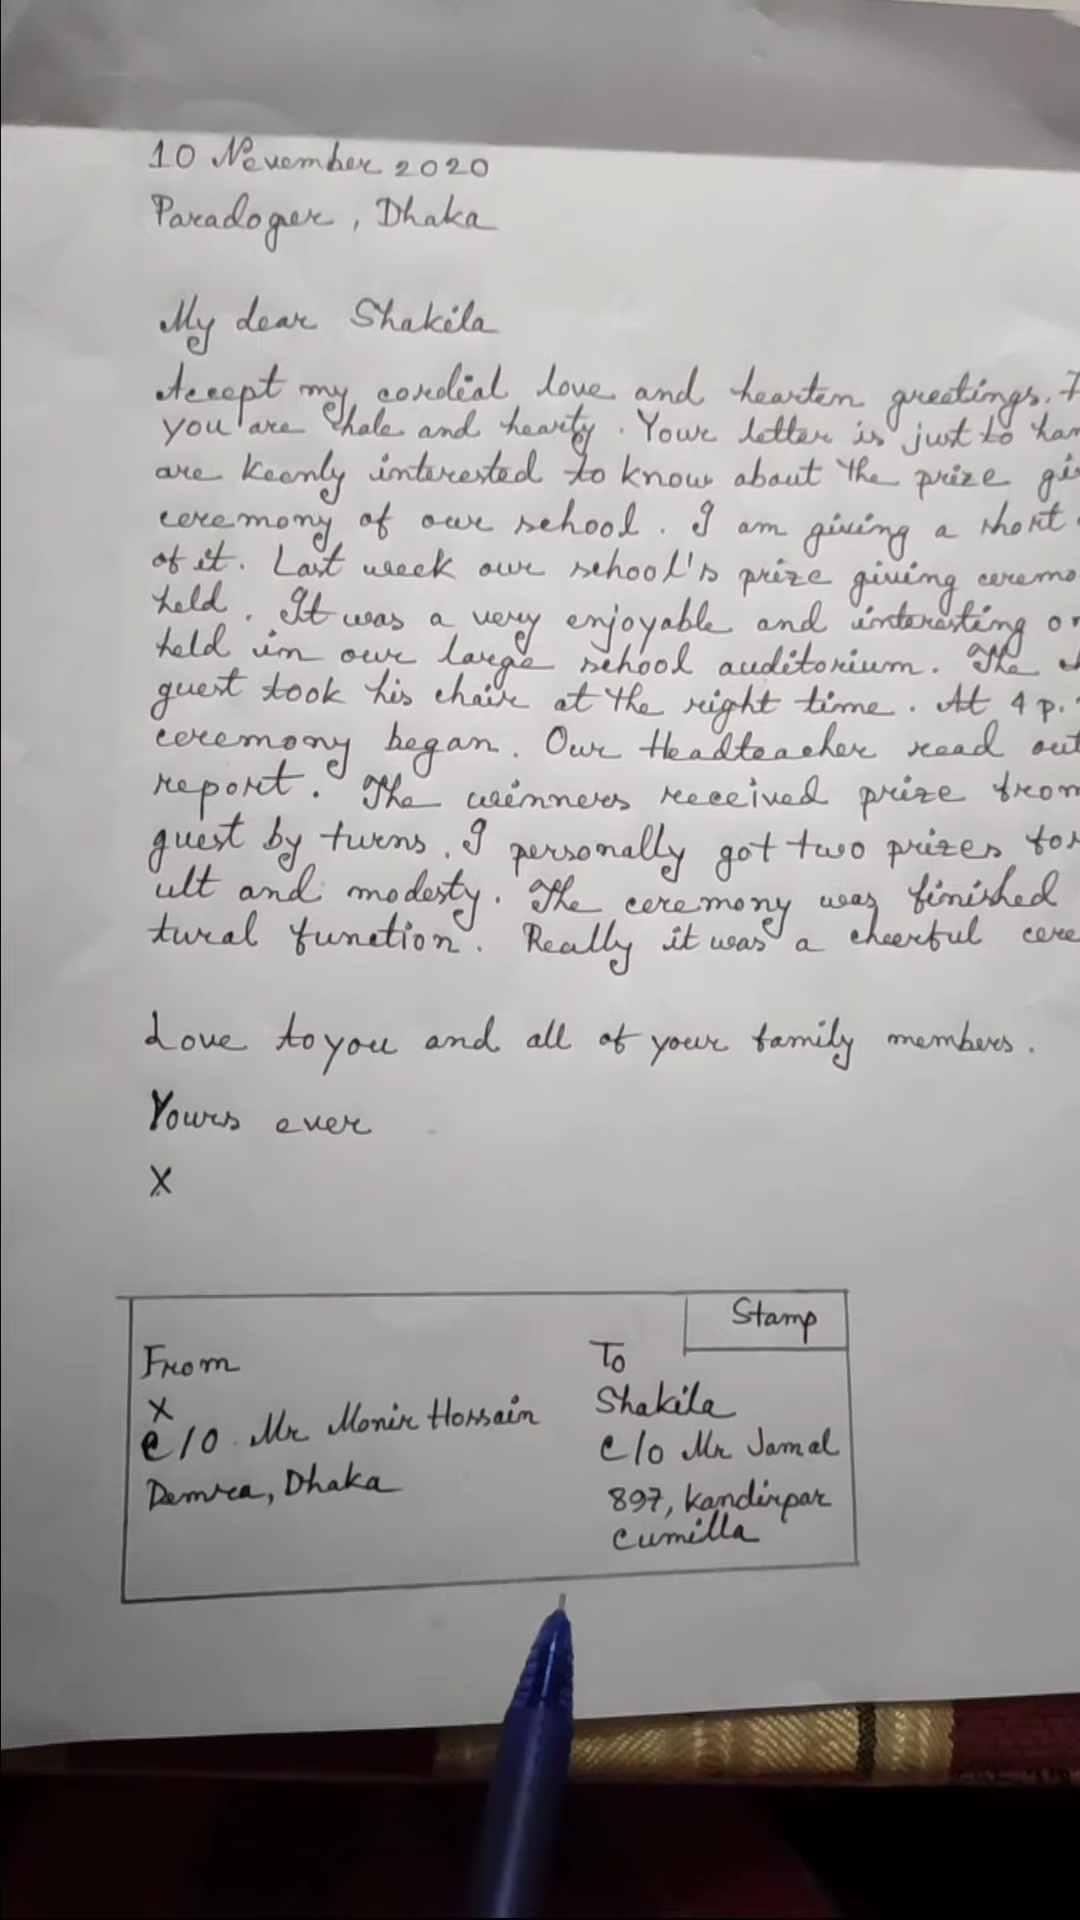 10 November 2020
Paradoger, Dhaka
My dear Shakila
Accept my cordial love and hearten greetings.
you are hale and hearty. Your letter is just to
are keenly interested to know about the prize
ceremony of our school. I am giving a short
of it. Last week our school's prize giving
held. It was a very enjoyable and interesting
held in our large school auditorium. The
guest took his chair at the right time. At 4 p.
ceremony began. Our Headteacher read out
report. The winners received prize from
guest by turns. I personally got two prizes
ult and modesty. The ceremony was finished
tural function. Really it was a cheerful
Love to you and all of your family members.
Yours ever
X
Stamp
From
X
C/O Mr Monir Hossain
Demra, Dhaka
To
Shakila
C/o Mr Jamal
897, Kandirpar
Cumilla